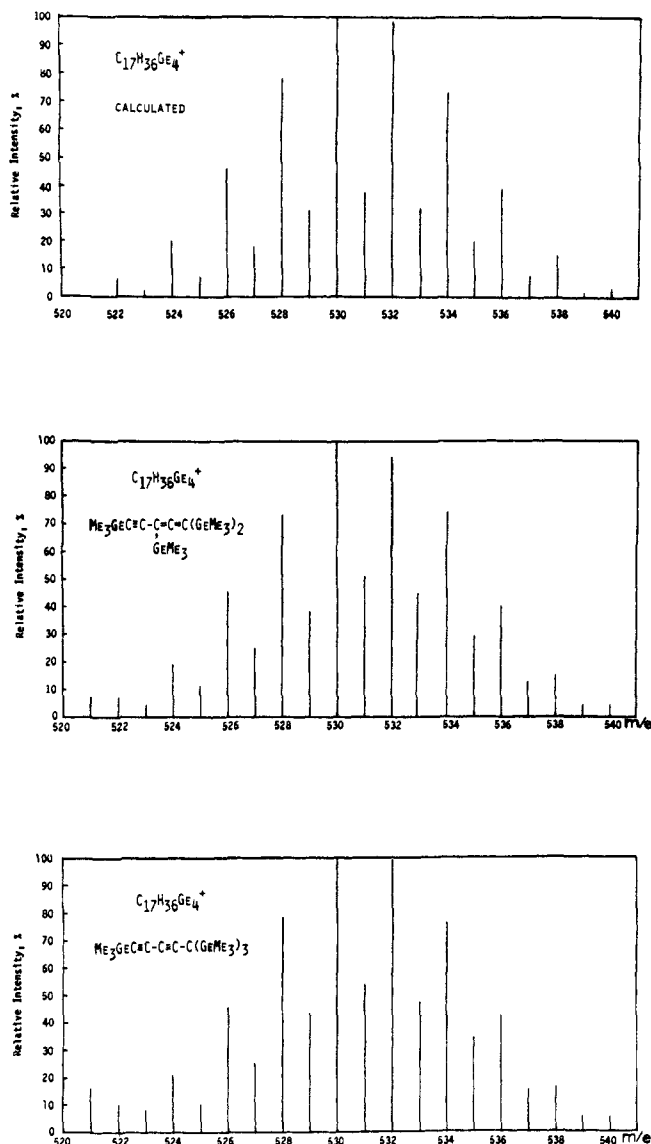 100
90
80
70
60
50
40
30
20
10
0
Relative Intensity, %
C17H36GE4+
CALCULATED
520 522 524 526 528 530 532 534 536 538 540
100
90
80
70
60
50
40
30
20
10
0
Relative Intensity, %
C17H36GE4+
ME3GEC≡C-C=C=C(GEME3)2
GEME3
520 522 524 526 528 530 532 534 536 538 540 m/e
100
90
80
70
60
50
40
30
20
10
0
Relative Intensity, %
C17H36GE4+
ME3GEC≡C-C≡C-C(GEME3)3
520 522 524 526 528 530 532 534 536 538 540 m/e